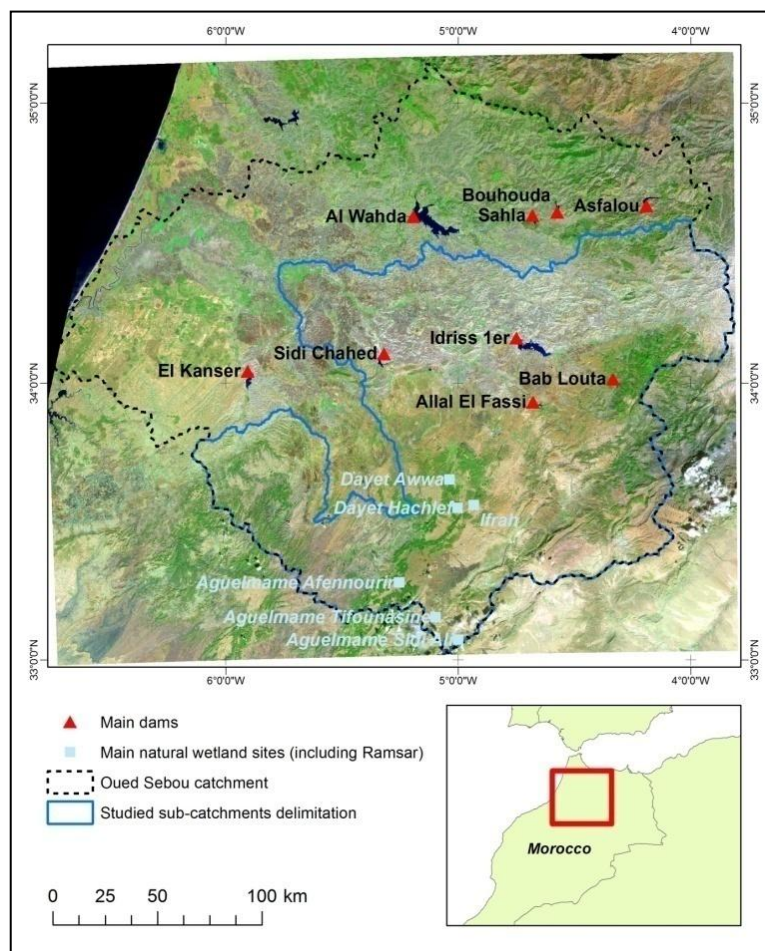 6°0'0"W 5°0'0"W 4°0'0"W
35°0'0"N 35°0'0"N
Bouhouda
Al Wahda Sahla Asfalou
Idriss 1er
Sidi Chahed
El Kanser Bab Louta
34°0'0"N 34°0'0"N
Allal El Fassi
Dayet Awwa
Dayet Hachlef
Ifrah
Aguelmame Afennourir
Aguelmame Tifounasine
Aguelmame Sidi Ali
33°0'0"N 33°0'0"N
6°0'0"W 5°0'0"W 4°0'0"W
Main dams
Main natural wetland sites (including Ramsar)
Oued Sebou catchment
Studied sub-catchments delimitation
0 25 50 100 km
Morocco